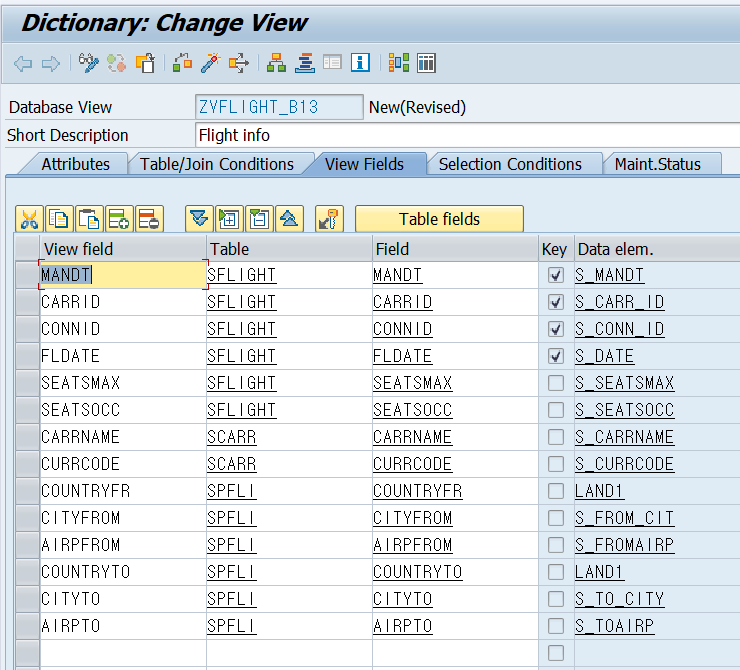 Dictionary: Change View
Database View ZVFLIGHT_B13 New(Revised)
Short Description Flight info
Attributes Table/Join Conditions View Fields Selection Conditions Maint.Status
Table fields
View field Table Field Key Data elem.
MANDT SFLIGHT MANDT S_MANDT
CARRID SFLIGHT CARRID S_CARR_ID
CONNID SFLIGHT CONNID S_CONN_ID
FLDATE SFLIGHT FLDATE S_DATE
SEATSMAX SFLIGHT SEATSMAX S_SEATSMAX
SEATSOCC SFLIGHT SEATSOCC S_SEATSOCC
CARRNAME SCARR CARRNAME S_CARRNAME
CURRCODE SCARR CURRCODE S_CURRCODE
COUNTRYFR SPFLI COUNTRYFR LAND1
CITYFROM SPFLI CITYFROM S_FROM_CIT
AIRPFROM SPFLI AIRPFROM S_FROMAIRP
COUNTRYTO SPFLI COUNTRYTO LAND1
CITYTO SPFLI CITYTO S_TO_CITY
AIRPTO SPFLI AIRPTO S_TOAIRP